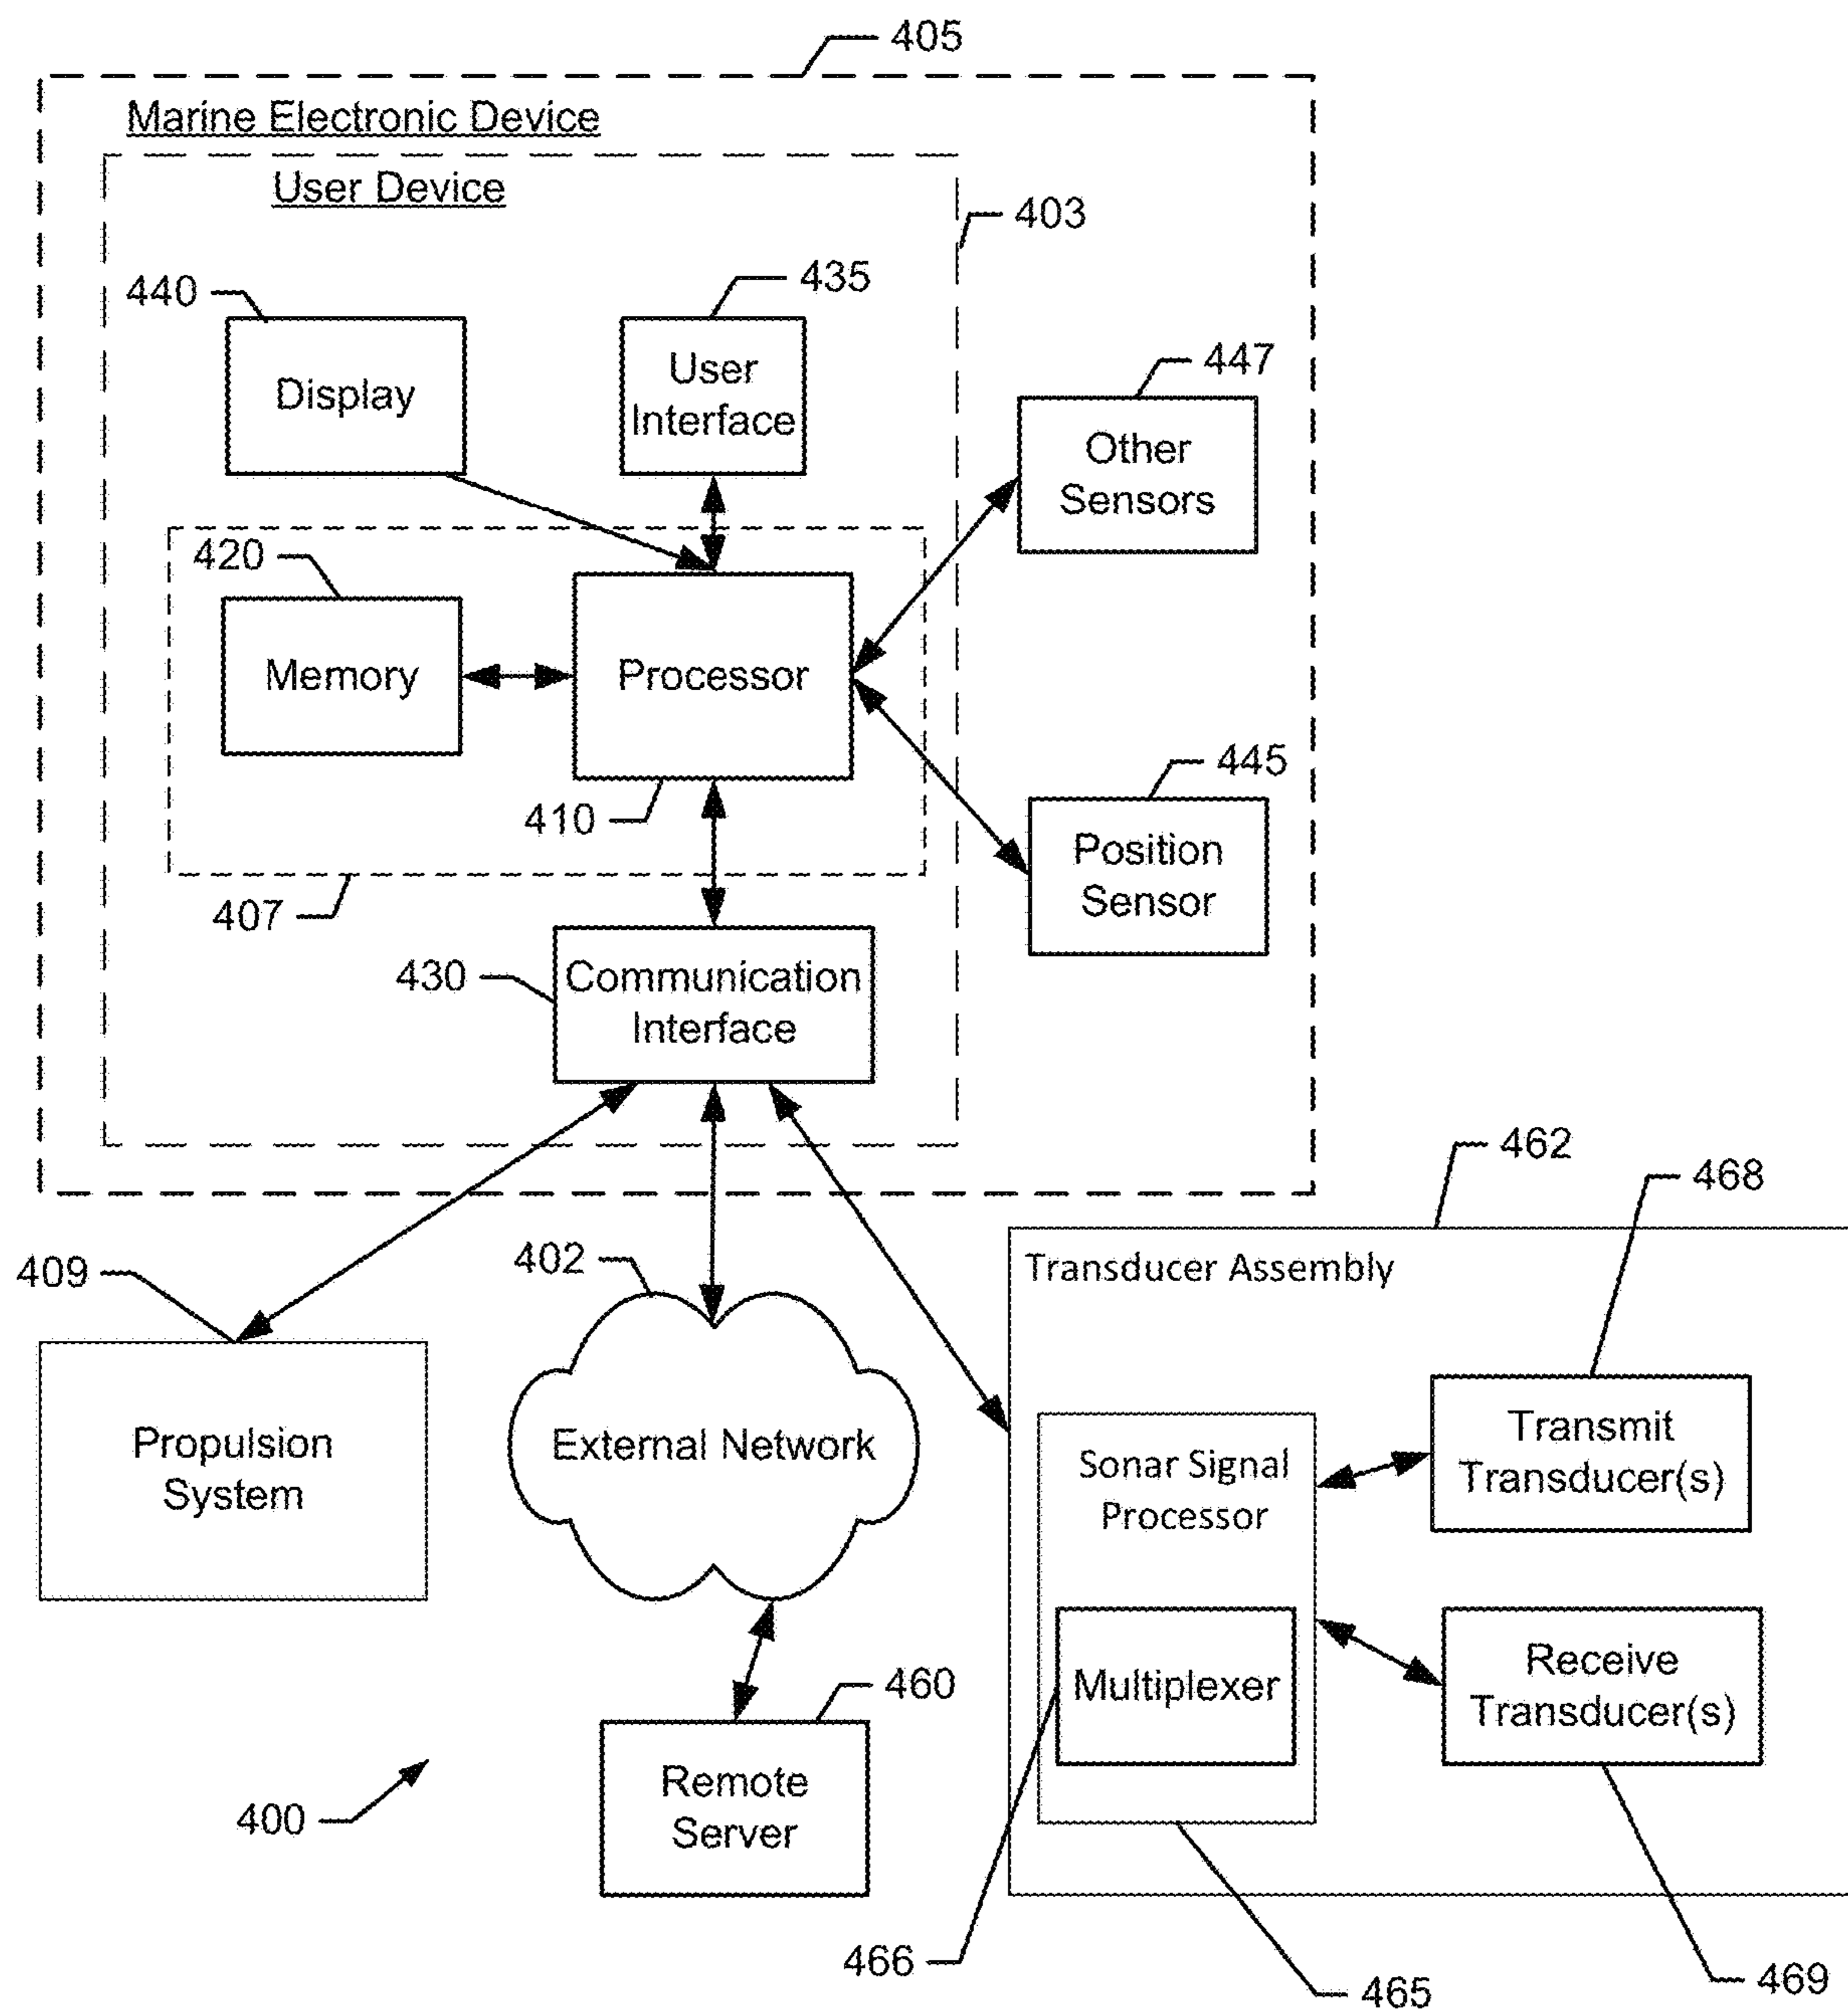 405
Marine Electronic Device
User Device
403
440
435
Display
User
Interface
447
Other
Sensors
420
Memory
Processor
410
445
Position
Sensor
407
430
Communication
Interface
462
468
409
402
Transducer Assembly
Propulsion
System
External Network
Sonar Signal
Processor
Transmit
Transducer(s)
Multiplexer
Receive
Transducer(s)
460
Remote
Server
400
466
465
469